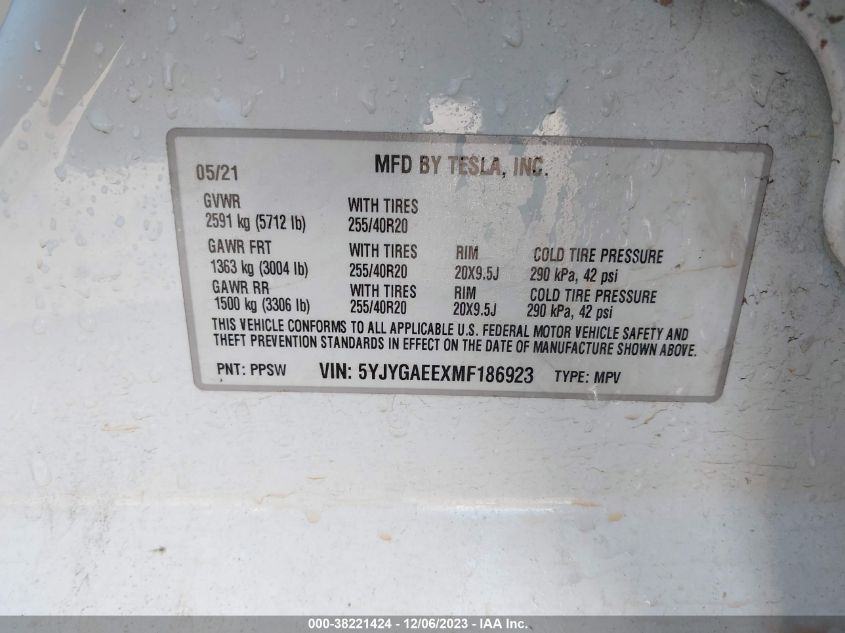 05/21 MFD BY TESLA, INC.
GVWR WITH TIRES
2591 kg (5712 lb) 255/40R20
GAWR FRT WITH TIRES RIM COLD TIRE PRESSURE
1363 kg (3004 lb) 255/40R20 20X9.5J 290 kPa, 42 psi
GAWR RR WITH TIRES RIM COLD TIRE PRESSURE
1500 kg (3306 lb) 255/40R20 20X9.5J 290 kPa, 42 psi
THIS VEHICLE CONFORMS TO ALL APPLICABLE U.S. FEDERAL MOTOR VEHICLE SAFETY AND
THEFT PREVENTION STANDARDS IN EFFECT ON THE DATE OF MANUFACTURE SHOWN ABOVE.
PNT: PPSW VIN: 5YJYGAEEXMF186923 TYPE: MPV
000-38221424 - 12/06/2023 - IAA Inc.